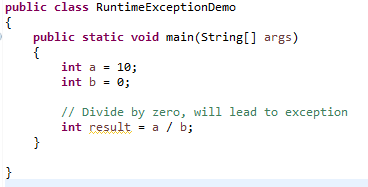 public class RuntimeExceptionDemo
{
    public static void main(String[] args)
    {
        int a = 10;
        int b = 0;

        // Divide by zero, will lead to exception
        int result = a / b;
    }

}